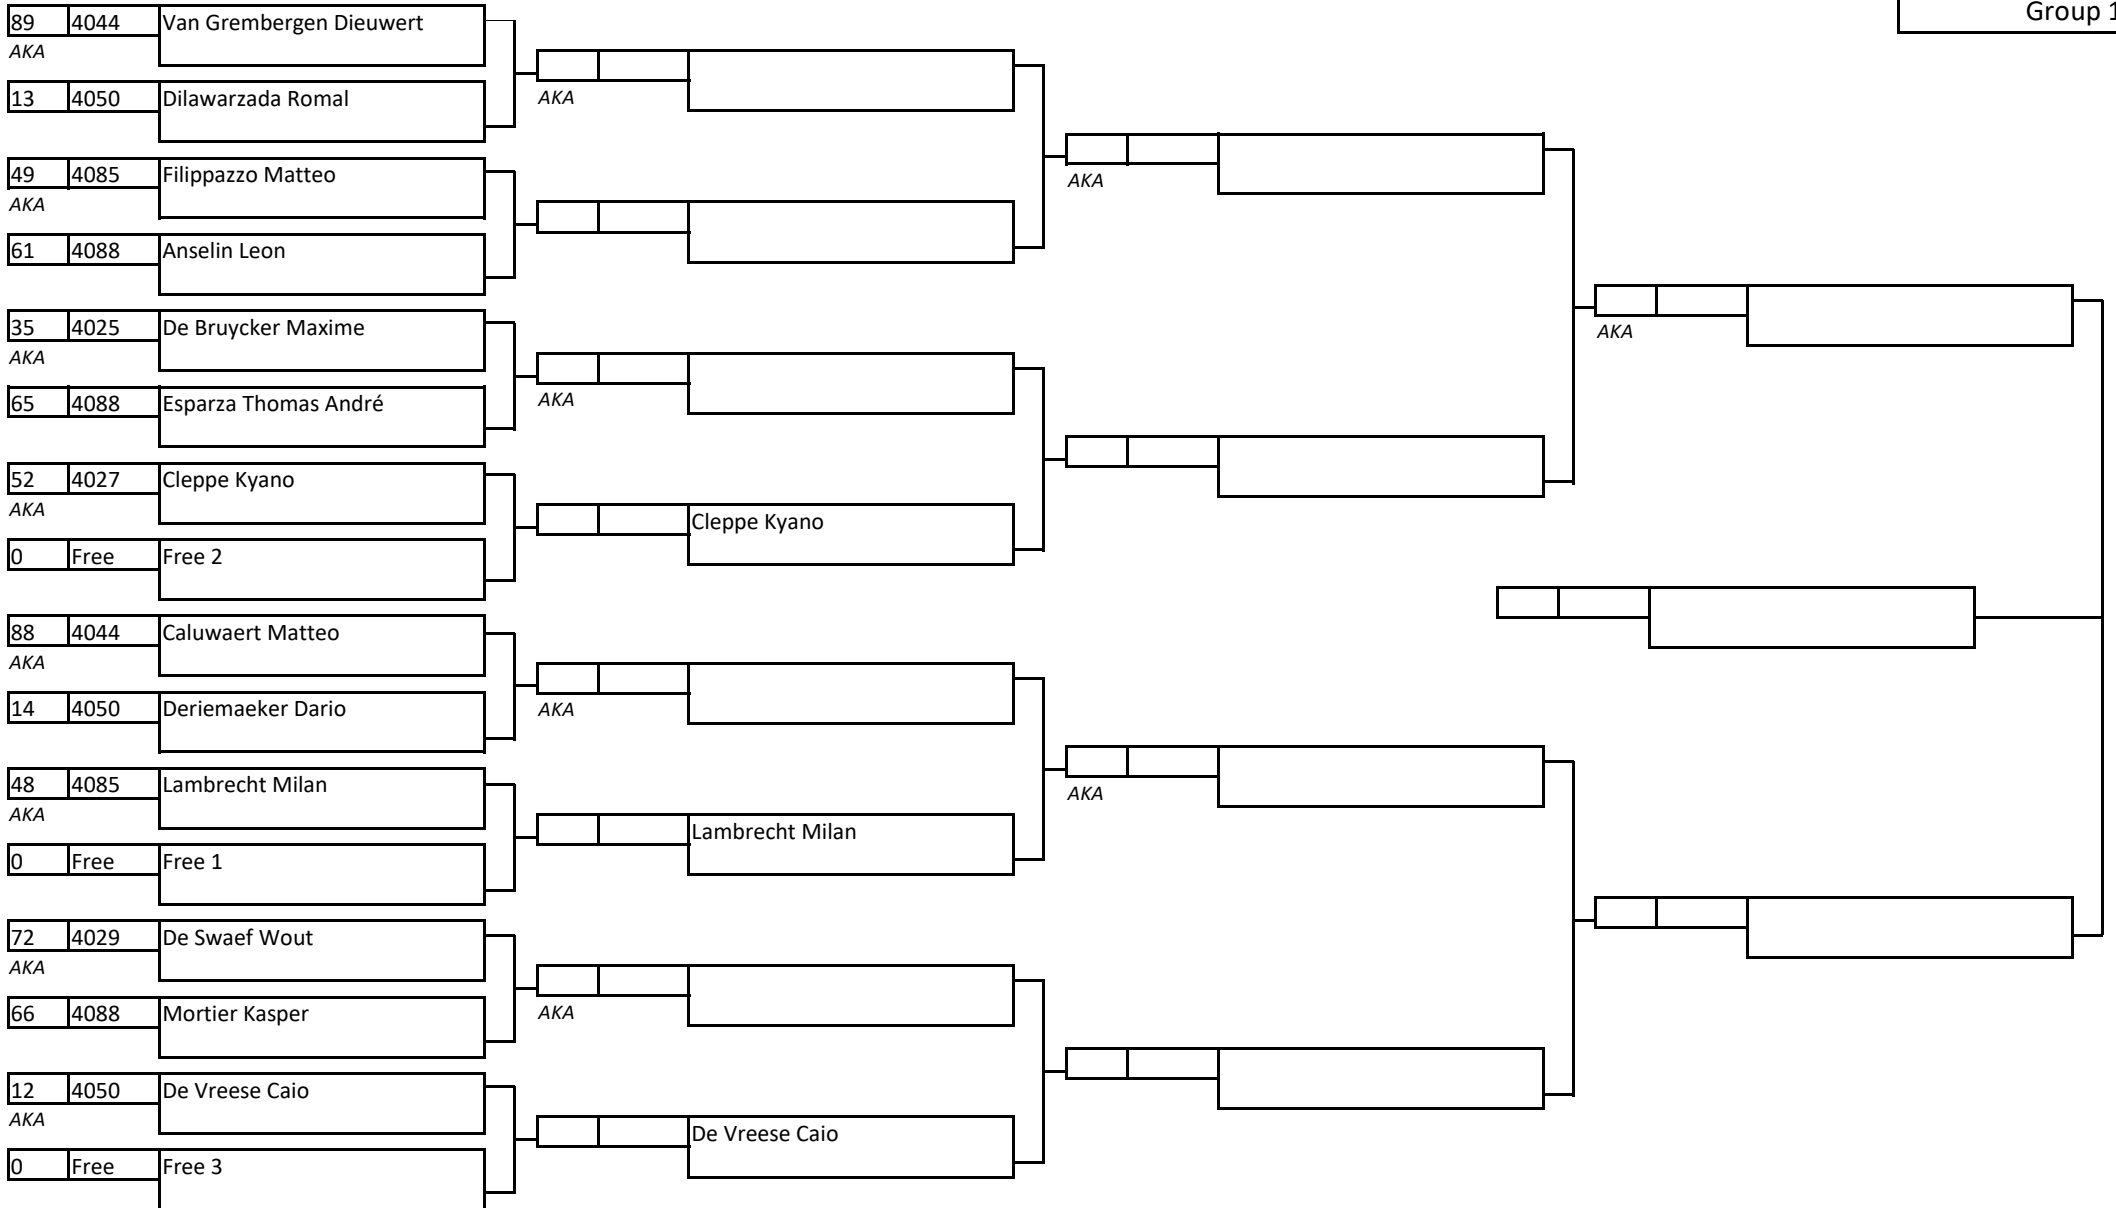 Group 1
89 4044 Van Grembergen Dieuwert
AKA
13 4050 Dilawarzada Romal
AKA
49 4085 Filippazzo Matteo
AKA
AKA
61 4088 Anselin Leon
35 4025 De Bruycker Maxime
AKA
AKA
65 4088 Esparza Thomas André
AKA
52 4027 Cleppe Kyano
AKA
Cleppe Kyano
0 Free Free 2
88 4044 Caluwaert Matteo
AKA
14 4050 Deriemaeker Dario
AKA
48 4085 Lambrecht Milan
AKA
AKA
Lambrecht Milan
0 Free Free 1
72 4029 De Swaef Wout
AKA
66 4088 Mortier Kasper
AKA
12 4050 De Vreese Caio
AKA
De Vreese Caio
0 Free Free 3